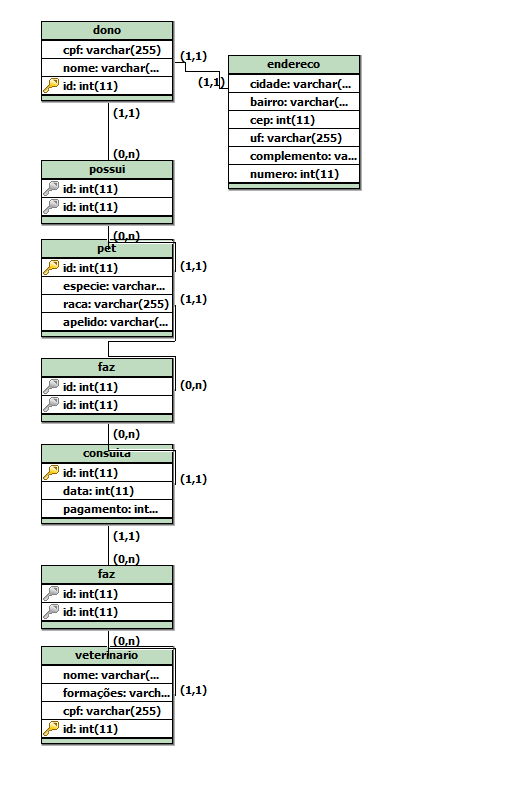 dono
cpf: varchar(255)
nome: varchar(...
id: int(11)
(1,1)
(1,1)
endereco
cidade: varchar(...
bairro: varchar(...
cep: int(11)
uf: varchar(255)
complemento: va...
numero: int(11)
(1,1)
(0,n)
possui
id: int(11)
id: int(11)
(0,n)
pet
id: int(11)
(1,1)
especie: varchar...
raca: varchar(255)
(1,1)
apelido: varchar(...
faz
id: int(11)
(0,n)
id: int(11)
(0,n)
consulta
id: int(11)
(1,1)
data: int(11)
pagamento: int...
(1,1)
(0,n)
faz
id: int(11)
id: int(11)
(0,n)
veterinario
nome: varchar(...
formações: varch...
(1,1)
cpf: varchar(255)
id: int(11)